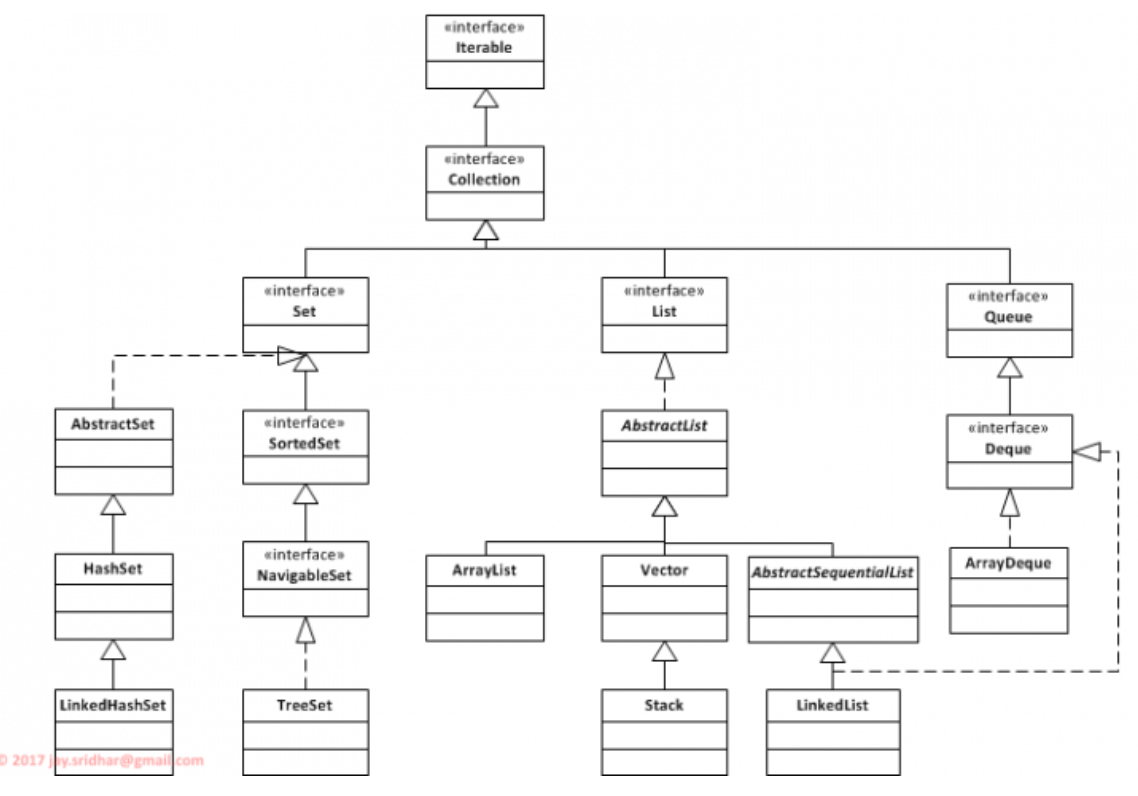 «interface»
Iterable
«interface»
Collection
«interface»
Set
«interface»
List
«interface»
Queue
AbstractSet
«interface»
SortedSet
AbstractList
«interface»
Deque
HashSet
«interface»
NavigableSet
ArrayList
Vector
AbstractSequentialList
ArrayDeque
LinkedHashSet
TreeSet
Stack
LinkedList
© 2017 jay.sridhar@gmail.com